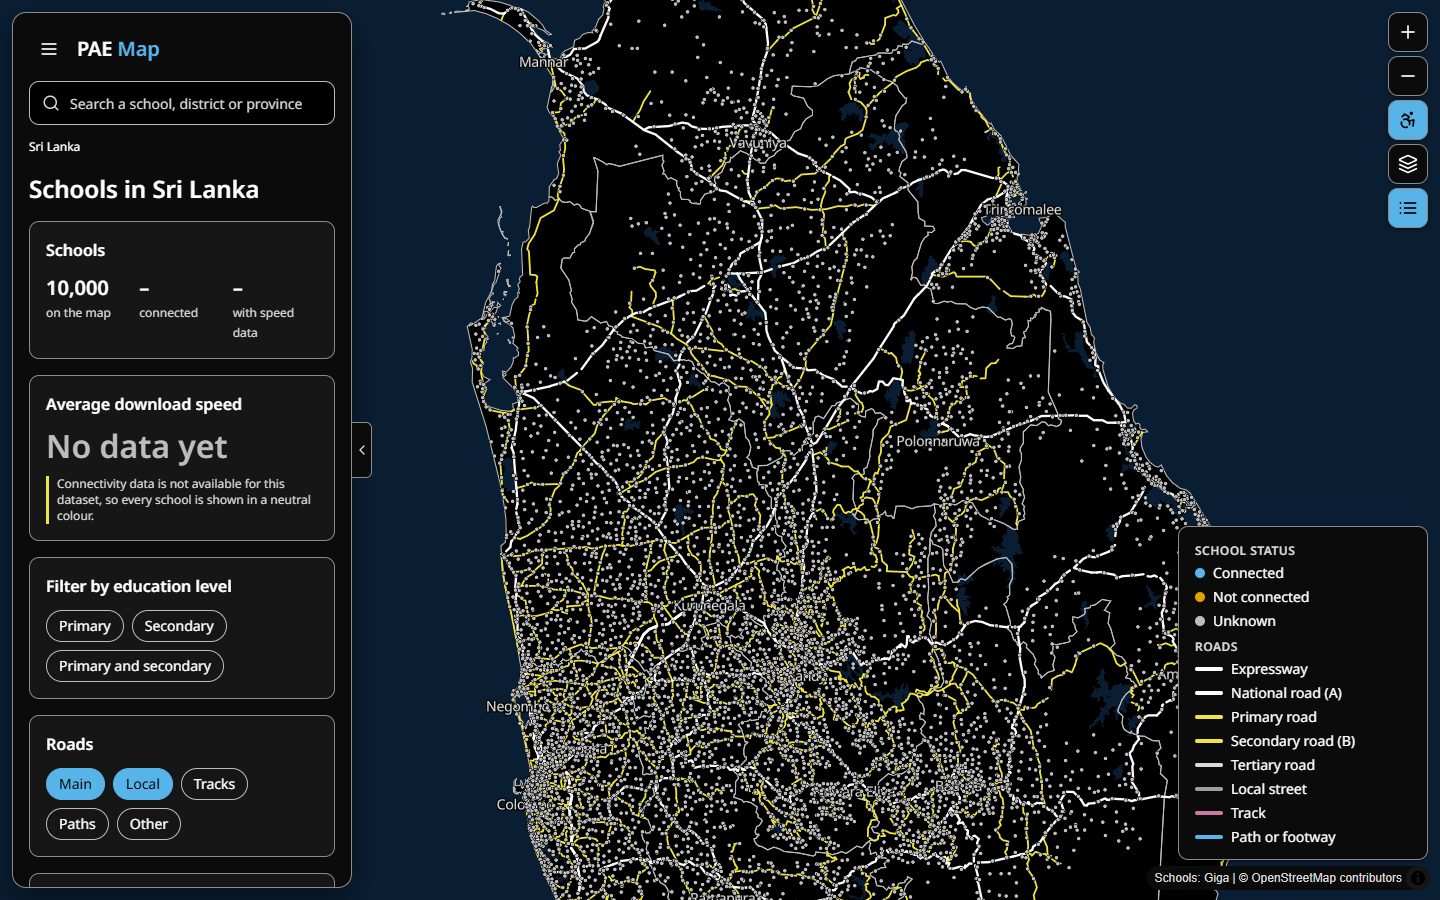 PAE Map
Search a school, district or province
Sri Lanka
Schools in Sri Lanka
Schools
10,000
on the map
–
connected
–
with speed
data
Average download speed
No data yet
Connectivity data is not available for this
dataset, so every school is shown in a neutral
colour.
Filter by education level
Primary
Secondary
Primary and secondary
Roads
Main
Local
Tracks
Paths
Other
Mannar
Vavuniya
Trincomalee
Polonnaruwa
Kurunegala
Negombo
SCHOOL STATUS
Connected
Not connected
Unknown
ROADS
Expressway
National road (A)
Primary road
Secondary road (B)
Tertiary road
Local street
Track
Path or footway
Schools: Giga | © OpenStreetMap contributors